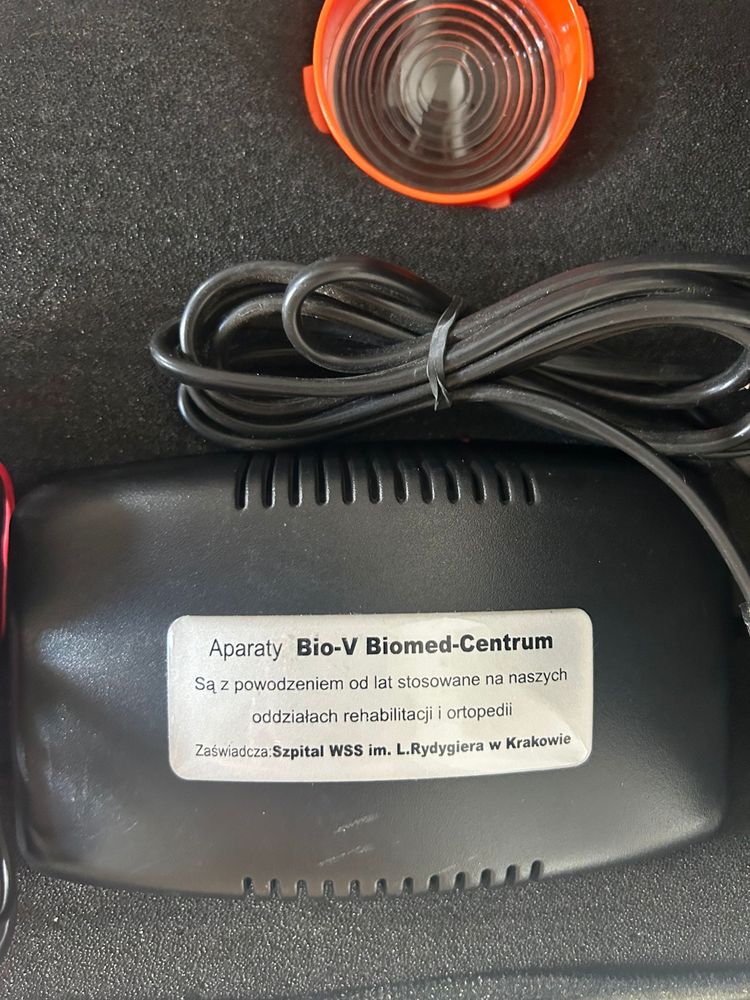 Aparaty Bio-V Biomed-Centrum
Są z powodzeniem od lat stosowane na naszych
oddziałach rehabilitacji i ortopedii
Zaświadcza:Szpital WSS im. L.Rydygiera w Krakowie